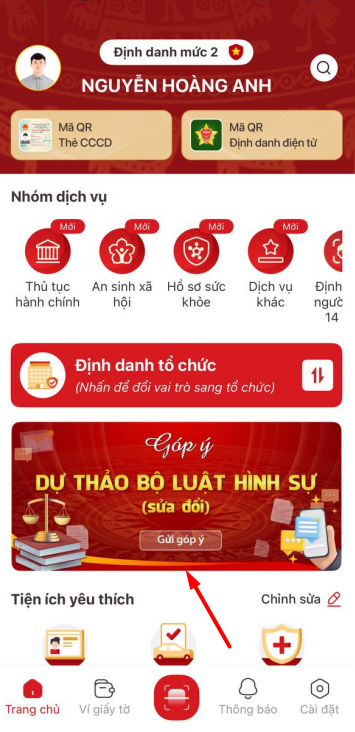 Định danh mức 2
NGUYỄN HOÀNG ANH
Mã QR
Thẻ CCCD
Mã QR
Định danh điện tử
Nhóm dịch vụ
Mới
Mới
Mới
Mới
Thủ tục
hành chính
An sinh xã
hội
Hồ sơ sức
khỏe
Dịch vụ
khác
Định
ngườ
14
Định danh tổ chức
(Nhấn để đổi vai trò sang tổ chức)
Góp ý
DỰ THẢO BỘ LUẬT HÌNH SỰ
(sửa đổi)
Gửi góp ý
Tiện ích yêu thích
Chỉnh sửa
Trang chủ
Ví giấy tờ
Thông báo
Cài đặt